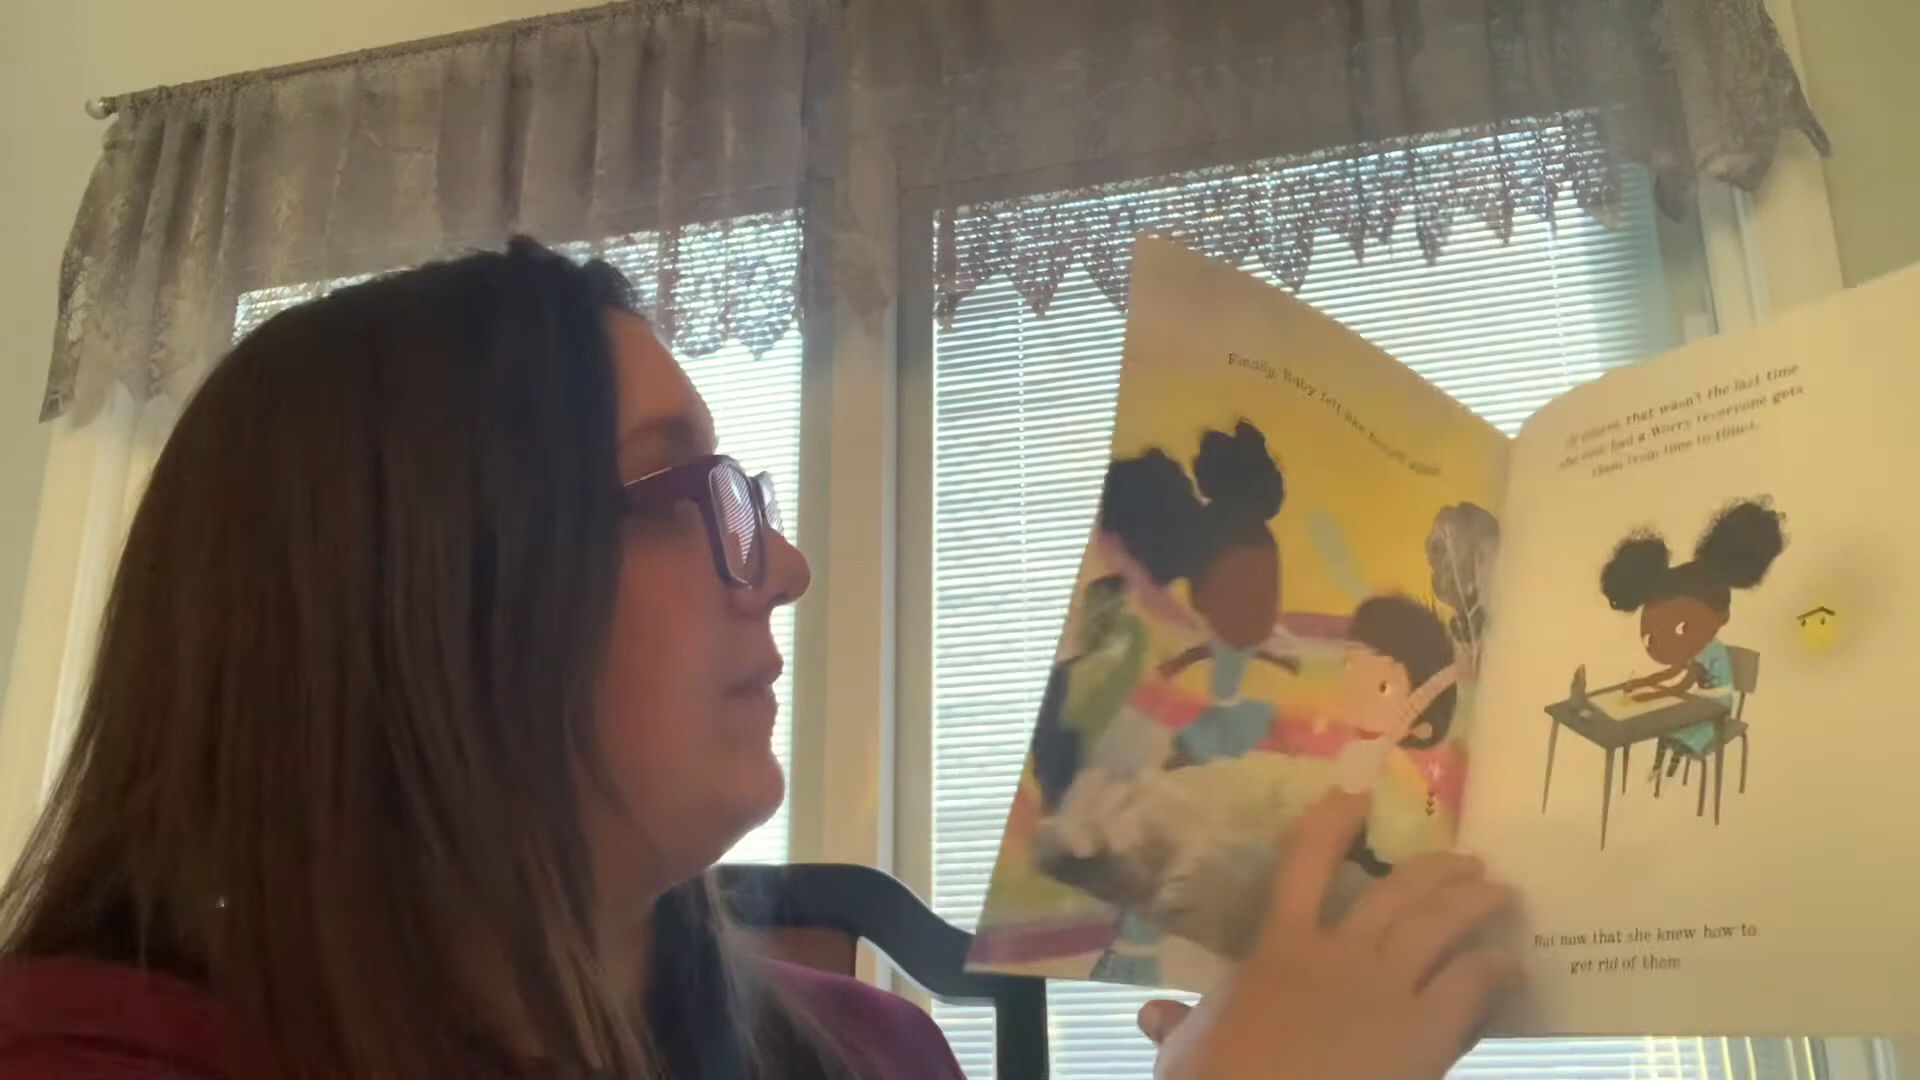 Finally, Ruby felt like herself again
Of course, that wasn't the last time
she ever had a Worry (everyone gets
them from time to time).
But now that she knew how to
get rid of them